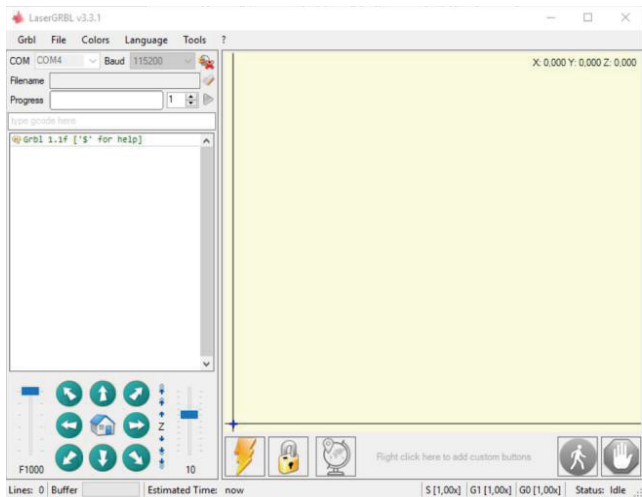 LaserGRBL v3.3.1
Grbl File Colors Language Tools ?
COM COM4 Baud 115200
Filename
Progress 1
type gcode here
Grbl 1.1f ['$' for help]
X: 0,000 Y: 0,000 Z: 0,000
Z
F1000 10
Right click here to add custom buttons
Lines: 0 Buffer Estimated Time: now S [1,00x] G1 [1,00x] G0 [1,00x] Status: Idle